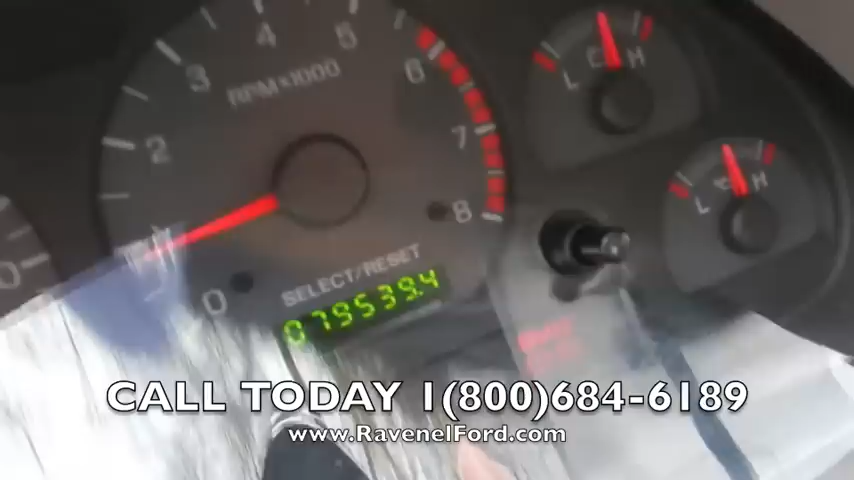 4 5
3 6
RPM×1000
2 7
1 8
0
L H
L H
SELECT/RESET
079539.4
0
CALL TODAY 1(800)684-6189
www.RavenelFord.com